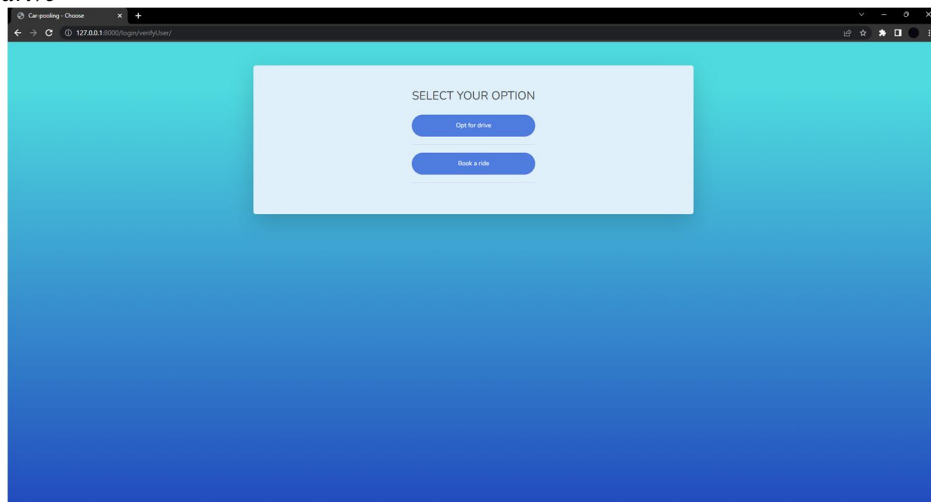 Car-pooling - Choose
127.0.0.1:8000/login/verifyUser/
SELECT YOUR OPTION
Opt for drive
Book a ride